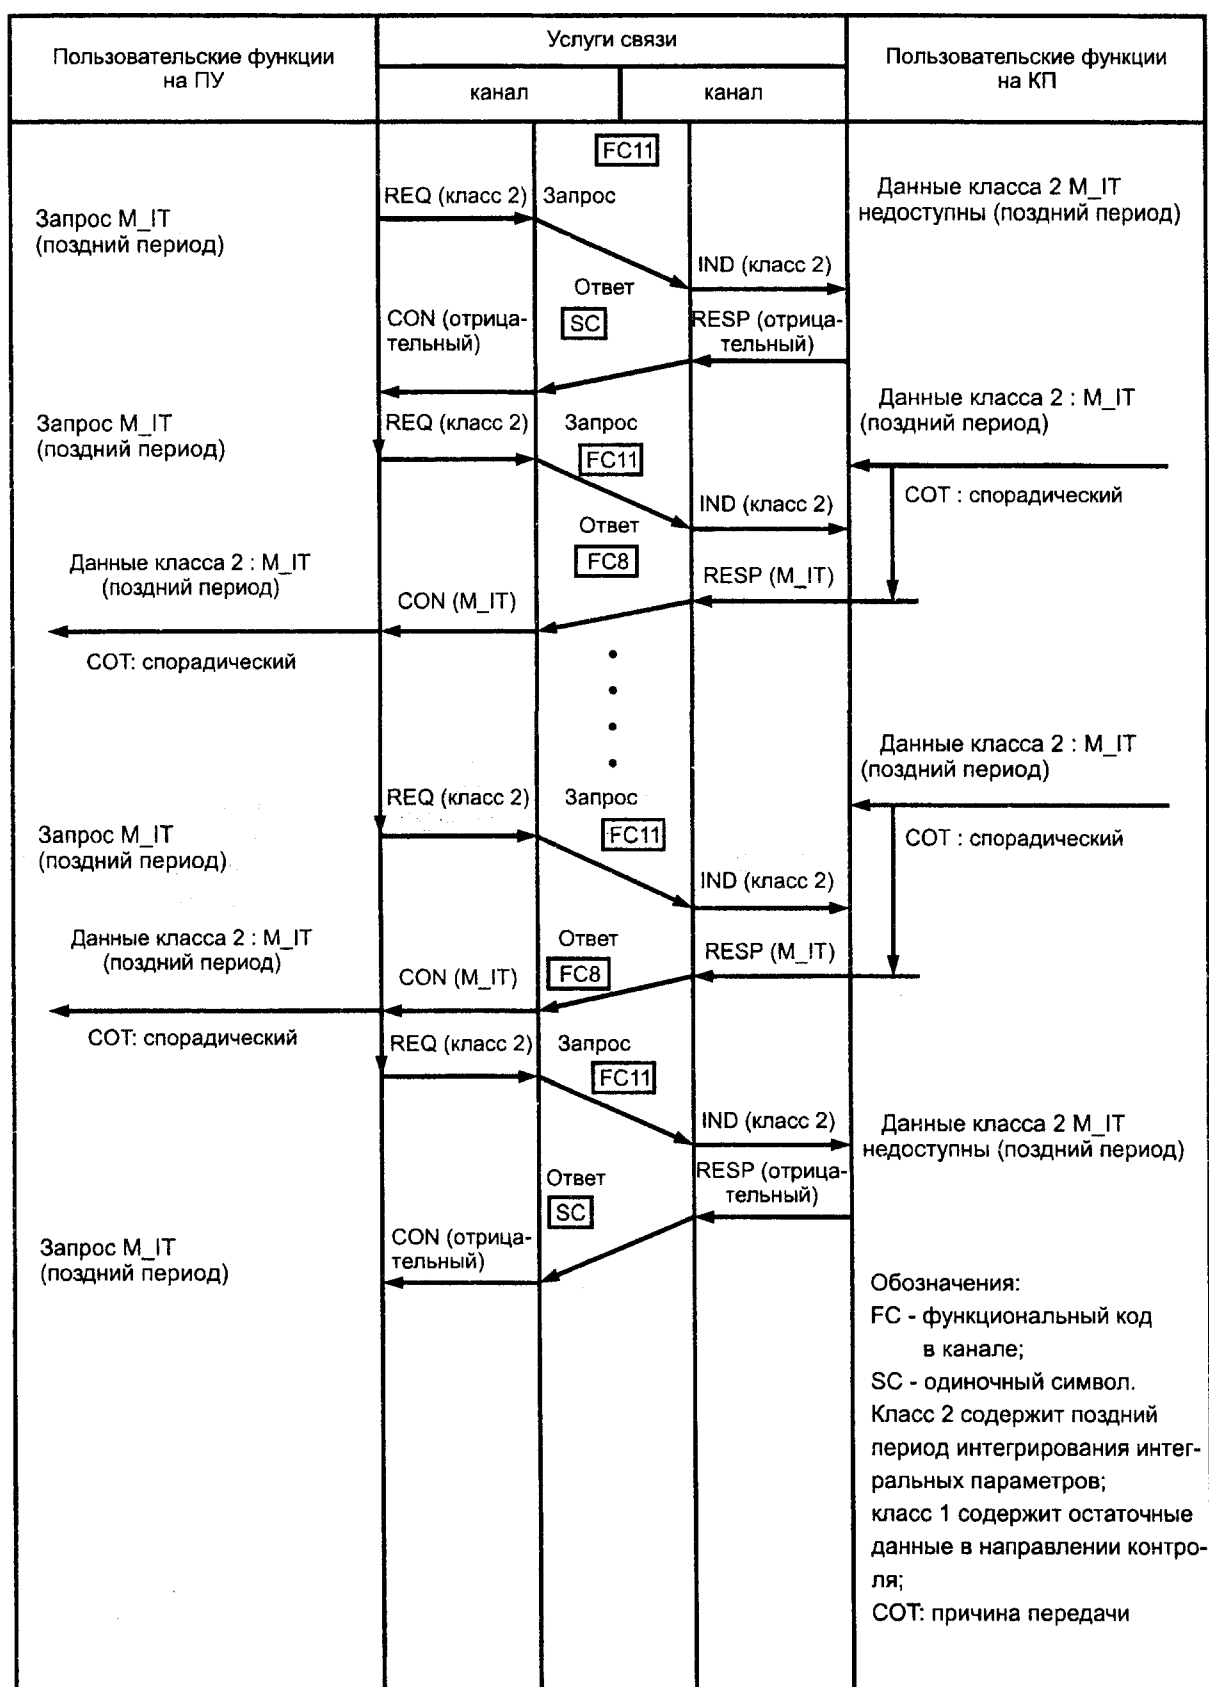 Пользовательские функции
на ПУ
Услуги связи
Пользовательские функции
на КП
канал
канал
FC11
REQ (класс 2)
Запрос
Данные класса 2 M_IT
недоступны (поздний период)
Запрос M_IT
(поздний период)
IND (класс 2)
Ответ
SC
CON (отрица-
тельный)
RESP (отрица-
тельный)
Данные класса 2 : M_IT
(поздний период)
Запрос M_IT
(поздний период)
REQ (класс 2)
Запрос
FC11
COT : спорадический
IND (класс 2)
Ответ
FC8
Данные класса 2 : M_IT
(поздний период)
RESP (M_IT)
CON (M_IT)
COT: спорадический
Данные класса 2 : M_IT
(поздний период)
REQ (класс 2)
Запрос
FC11
Запрос M_IT
(поздний период)
COT : спорадический
IND (класс 2)
Данные класса 2 : M_IT
(поздний период)
Ответ
FC8
RESP (M_IT)
CON (M_IT)
COT: спорадический
REQ (класс 2)
Запрос
FC11
IND (класс 2)
Данные класса 2 M_IT
недоступны (поздний период)
Ответ
SC
RESP (отрица-
тельный)
Запрос M_IT
(поздний период)
CON (отрица-
тельный)
Обозначения:
FC - функциональный код
в канале;
SC - одиночный символ.
Класс 2 содержит поздний
период интегрирования интег-
ральных параметров;
класс 1 содержит остаточные
данные в направлении контро-
ля;
COT: причина передачи